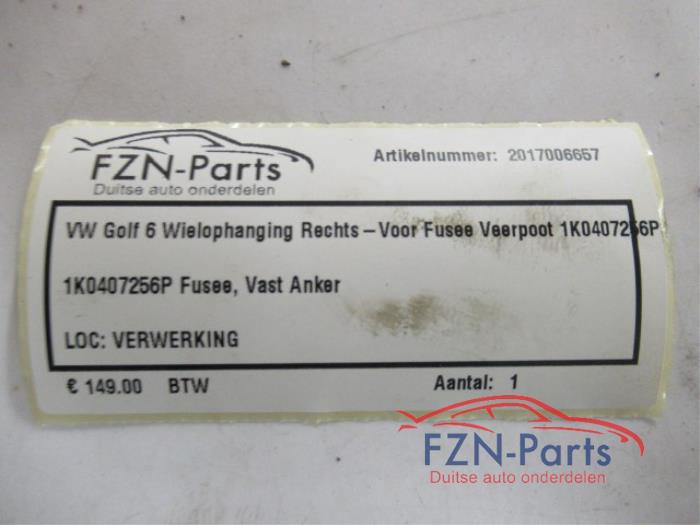 FZN-Parts
Duitse auto onderdelen
Artikelnummer: 2017006657
VW Golf 6 Wielophanging Rechts-Voor Fusee Veerpoot 1K0407256P
1K0407256P Fusee, Vast Anker
LOC: VERWERKING
€ 149.00 BTW
Aantal: 1
FZN-Parts
Duitse auto onderdelen